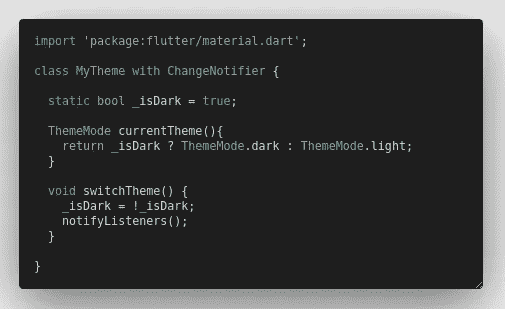 import 'package:flutter/material.dart';
class MyTheme with ChangeNotifier {
static bool _isDark = true;
ThemeMode currentTheme(){
return _isDark ? ThemeMode.dark : ThemeMode.light;
}
void switchTheme() {
_isDark = !_isDark;
notifyListeners();
}
}